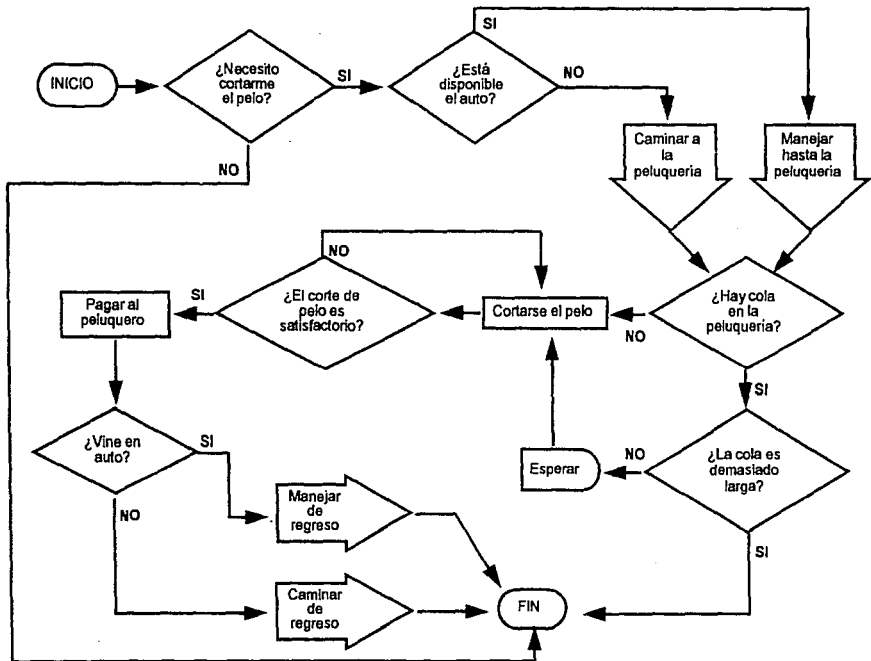 INICIO
¿Necesito
cortarme
el pelo?
SI
¿Está
disponible
el auto?
SI
NO
NO
Caminar a
la
peluqueria
Manejar
hasta la
peluqueria
¿Hay cola
en la
peluquería?
NO
SI
Cortarse el pelo
NO
¿El corte de
pelo es
satisfactorio?
SI
Pagar al
peluquero
¿La cola es
demasiado
larga?
NO
SI
Esperar
¿Vine en
auto?
SI
NO
Manejar
de
regreso
Caminar
de
regreso
FIN